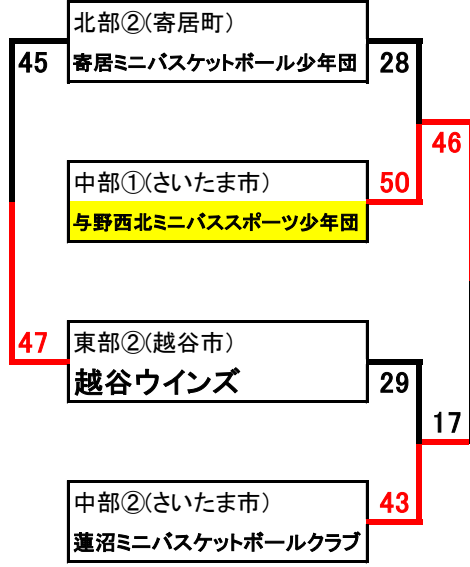 北部②(寄居町)
45
寄居ミニバスケットボール少年団
28
46
中部①(さいたま市)
50
与野西北ミニバススポーツ少年団
47
東部②(越谷市)
越谷ウインズ
29
17
中部②(さいたま市)
43
蓮沼ミニバスケットボールクラブ